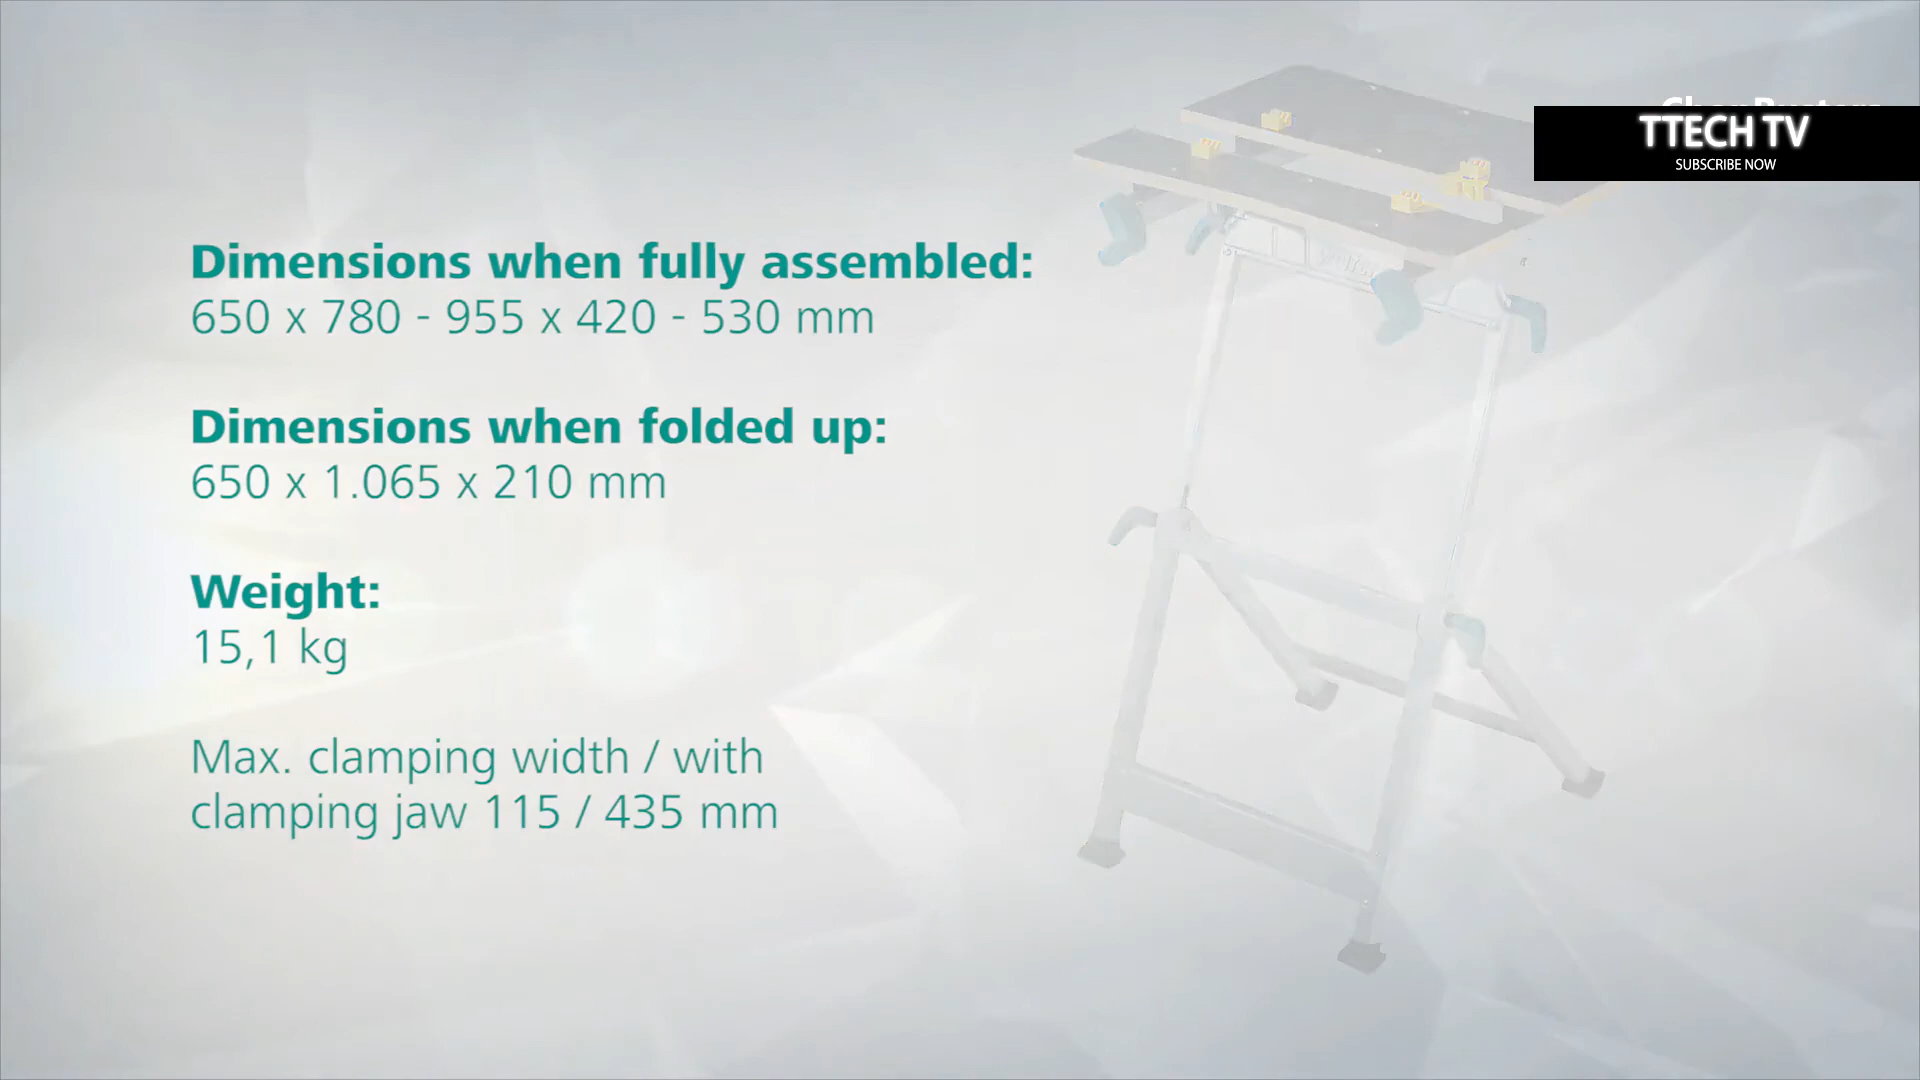 TTECH TV
SUBSCRIBE NOW
Dimensions when fully assembled:
650 x 780 - 955 x 420 - 530 mm
Dimensions when folded up:
650 x 1.065 x 210 mm
Weight:
15,1 kg
Max. clamping width / with
clamping jaw 115 / 435 mm